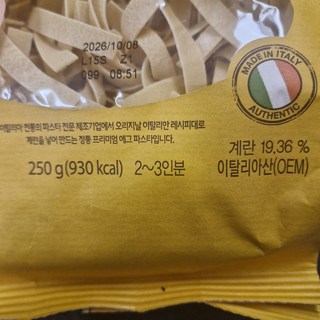 2026/10/08
L15S Z1
099 08:51
MADE IN ITALY
AUTHENTIC
이탈리아 전통의 파스타 전문 제조기업에서 오리지날 이탈리안 레시피대로
계란을 넣어 만드는 정통 프리미엄 에그 파스타입니다.
계란 19.36 %
250 g(930 kcal) 2~3인분
이탈리아산(OEM)